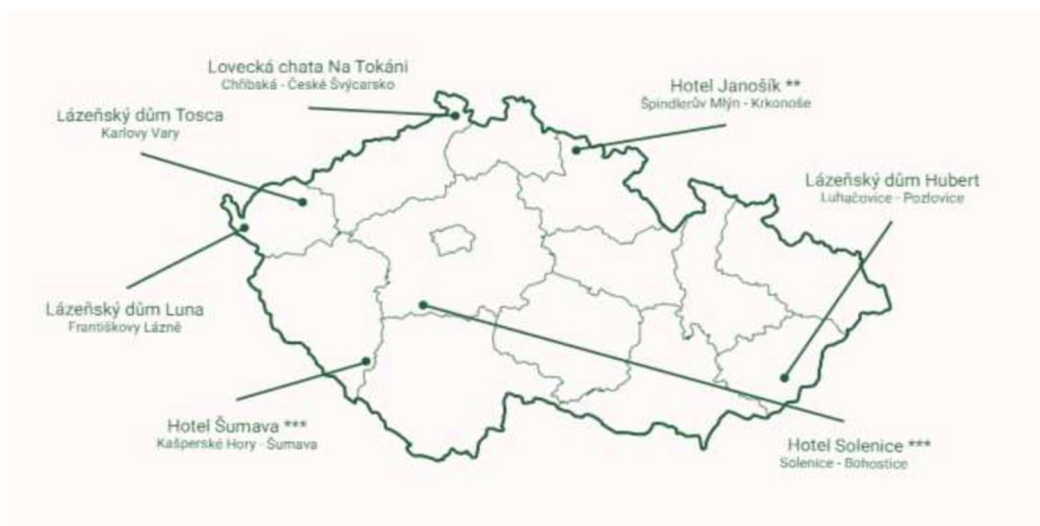 Lovecká chata Na Tokáni
Chřibská - České Švýcarsko
Hotel Janošík **
Špindlerův Mlýn - Krkonoše
Lázeňský dům Tosca
Karlovy Vary
Lázeňský dům Hubert
Luhačovice - Pozlovice
Lázeňský dům Luna
Františkovy Lázně
Hotel Šumava ***
Kašperské Hory - Šumava
Hotel Solenice ***
Solenice - Bohostice